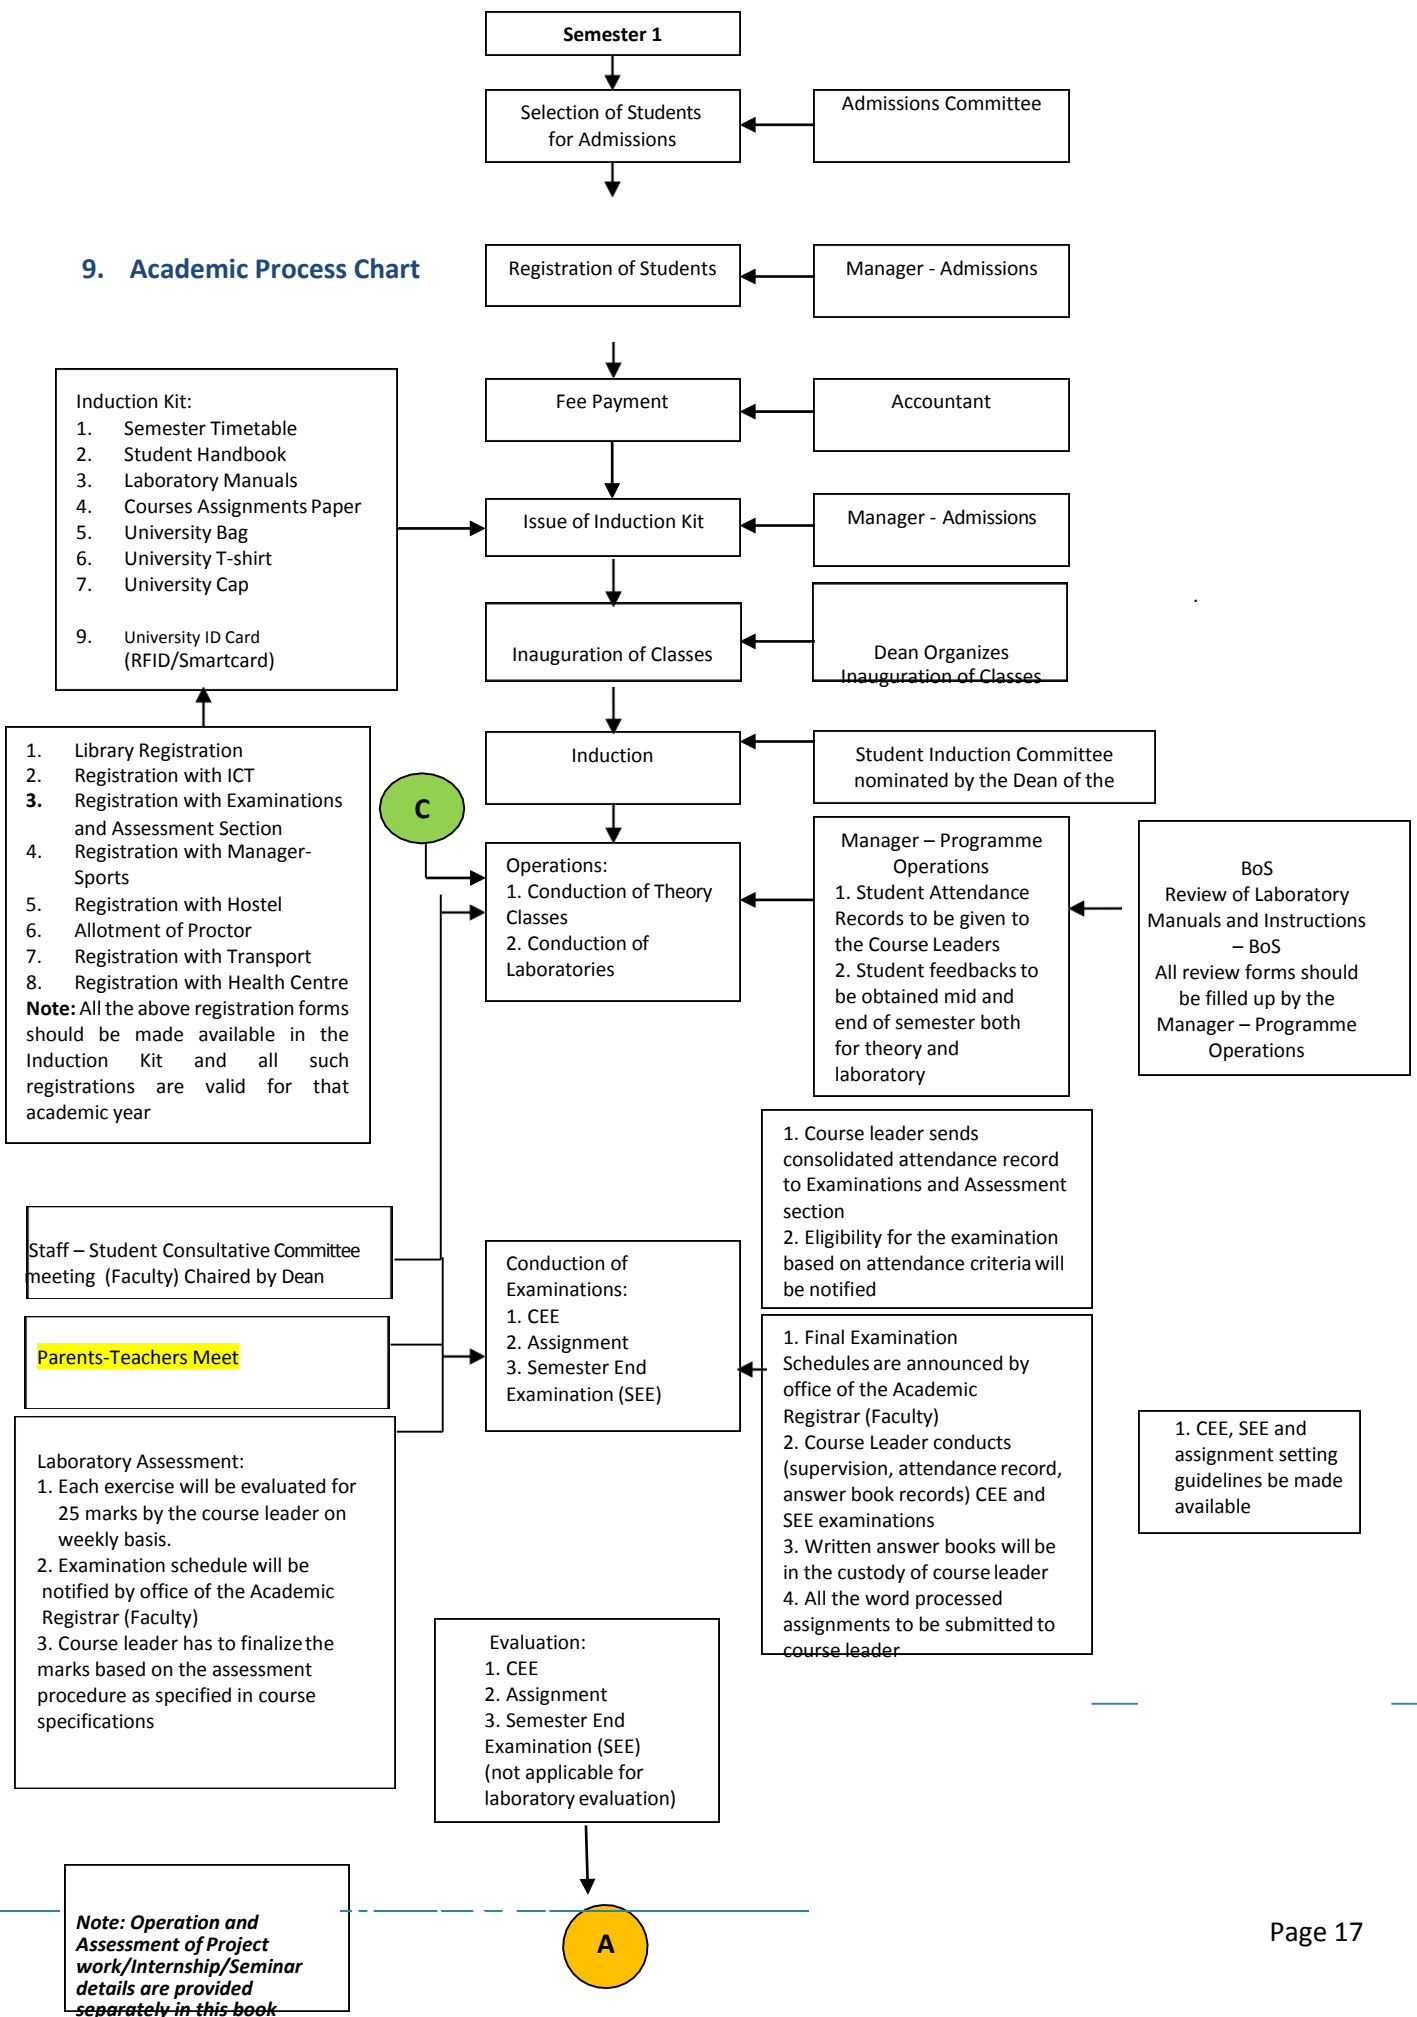 Semester 1
Selection of Students
for Admissions
Admissions Committee
9. Academic Process Chart
Registration of Students
Manager - Admissions
Fee Payment
Accountant
Induction Kit:
1. Semester Timetable
2. Student Handbook
3. Laboratory Manuals
4. Courses Assignments Paper
5. University Bag
6. University T-shirt
7. University Cap
9. University ID Card
(RFID/Smartcard)
Issue of Induction Kit
Manager - Admissions
.
Inauguration of Classes
Dean Organizes
Inauguration of Classes
1. Library Registration
2. Registration with ICT
3. Registration with Examinations
and Assessment Section
4. Registration with Manager-
Sports
5. Registration with Hostel
6. Allotment of Proctor
7. Registration with Transport
8. Registration with Health Centre
Note: All the above registration forms
should be made available in the
Induction Kit and all such
registrations are valid for that
academic year
Induction
Student Induction Committee
nominated by the Dean of the
C
Operations:
1. Conduction of Theory
Classes
2. Conduction of
Laboratories
Manager – Programme
Operations
1. Student Attendance
Records to be given to
the Course Leaders
2. Student feedbacks to
be obtained mid and
end of semester both
for theory and
laboratory
BoS
Review of Laboratory
Manuals and Instructions
– BoS
All review forms should
be filled up by the
Manager – Programme
Operations
1. Course leader sends
consolidated attendance record
to Examinations and Assessment
section
2. Eligibility for the examination
based on attendance criteria will
be notified
Staff – Student Consultative Committee
meeting (Faculty) Chaired by Dean
Parents-Teachers Meet
Conduction of
Examinations:
1. CEE
2. Assignment
3. Semester End
Examination (SEE)
1. Final Examination
Schedules are announced by
office of the Academic
Registrar (Faculty)
2. Course Leader conducts
(supervision, attendance record,
answer book records) CEE and
SEE examinations
3. Written answer books will be
in the custody of course leader
4. All the word processed
assignments to be submitted to
course leader
1. CEE, SEE and
assignment setting
guidelines be made
available
Laboratory Assessment:
1. Each exercise will be evaluated for
25 marks by the course leader on
weekly basis.
2. Examination schedule will be
notified by office of the Academic
Registrar (Faculty)
3. Course leader has to finalize the
marks based on the assessment
procedure as specified in course
specifications
Evaluation:
1. CEE
2. Assignment
3. Semester End
Examination (SEE)
(not applicable for
laboratory evaluation)
Note: Operation and
Assessment of Project
work/Internship/Seminar
details are provided
separately in this book
A
Page 17